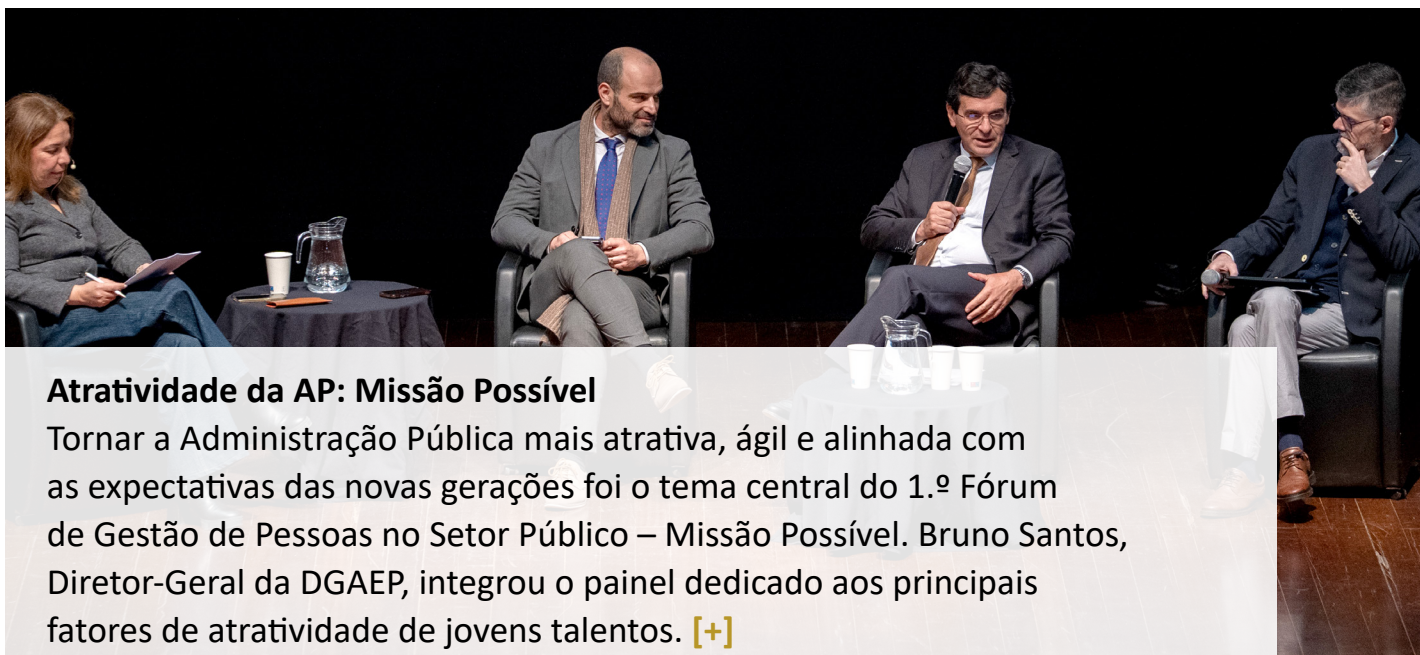 Atratividade da AP: Missão Possível
Tornar a Administração Pública mais atrativa, ágil e alinhada com
as expectativas das novas gerações foi o tema central do 1.º Fórum
de Gestão de Pessoas no Setor Público – Missão Possível. Bruno Santos,
Diretor-Geral da DGAEP, integrou o painel dedicado aos principais
fatores de atratividade de jovens talentos. [+]